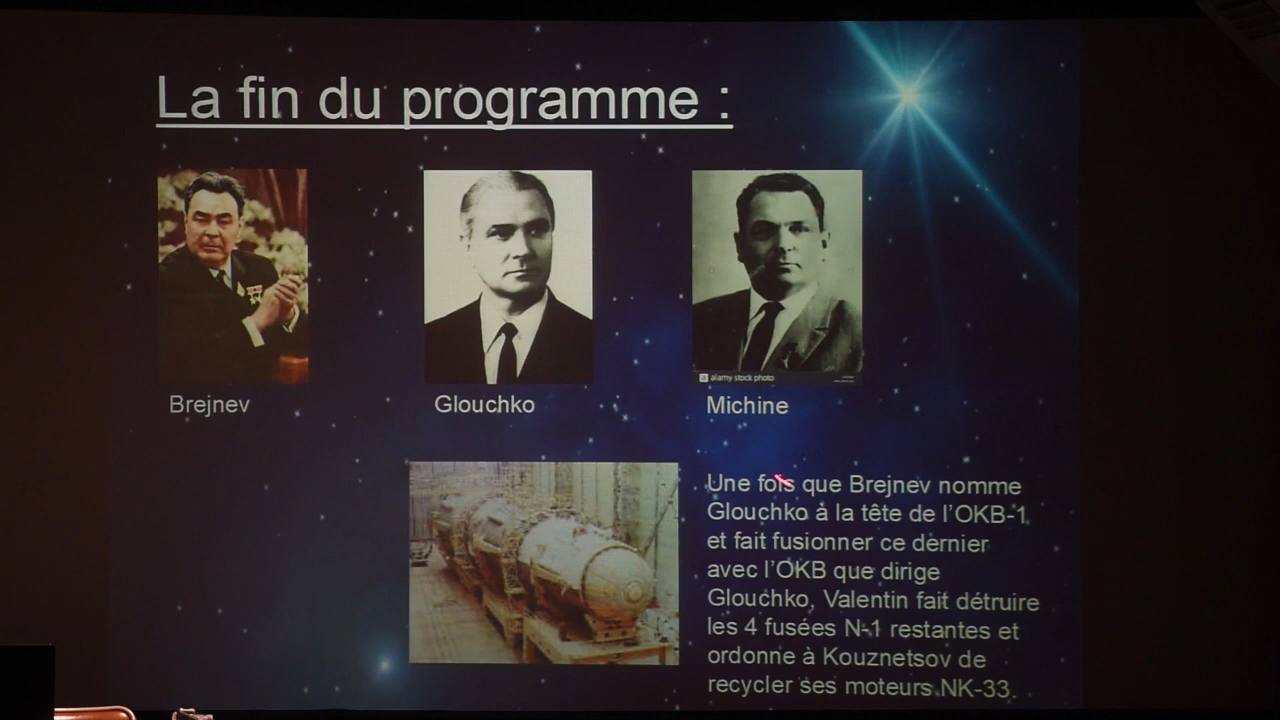 La fin du programme :
Brejnev
Glouchko
alamy stock photo
Michine
Une fois que Brejnev nomme
Glouchko à la tête de l'OKB-1
et fait fusionner ce dernier
avec l'OKB que dirige
Glouchko, Valentin fait détruire
les 4 fusées N-1 restantes et
ordonne à Kouznetsov de
recycler ses moteurs NK-33.